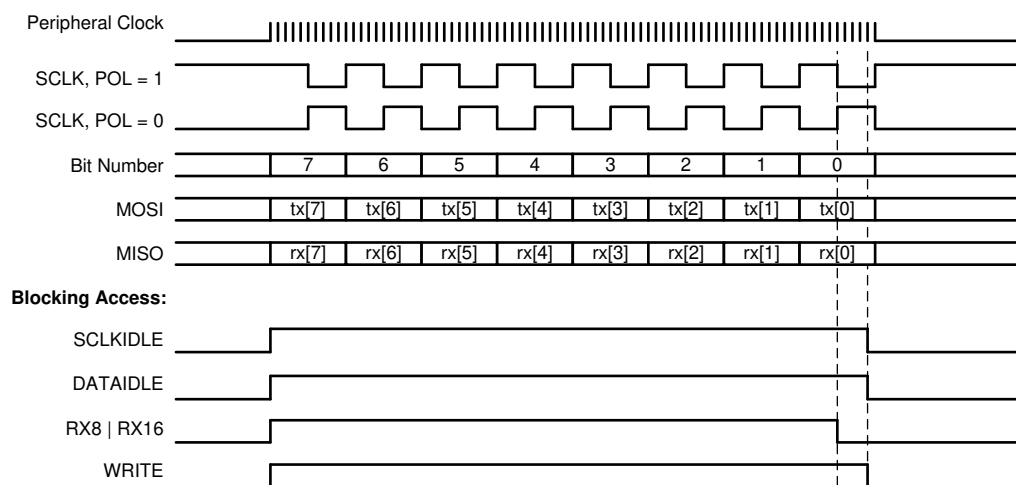 Peripheral Clock
SCLK, POL = 1
SCLK, POL = 0
Bit Number 7 6 5 4 3 2 1 0
MOSI tx[7] tx[6] tx[5] tx[4] tx[3] tx[2] tx[1] tx[0]
MISO rx[7] rx[6] rx[5] rx[4] rx[3] rx[2] rx[1] rx[0]
Blocking Access:
SCLKIDLE
DATAIDLE
RX8 | RX16
WRITE